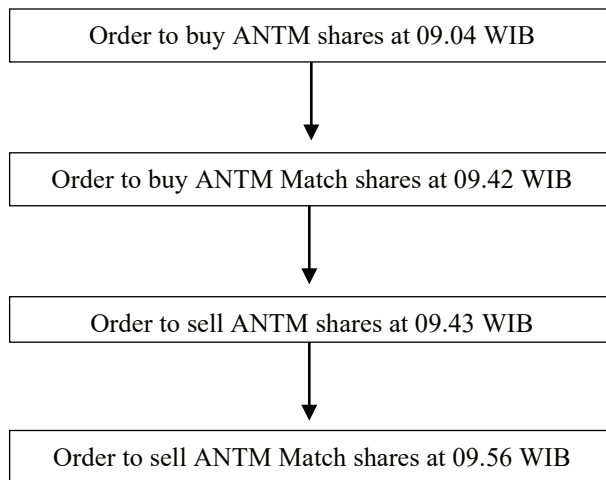 Order to buy ANTM shares at 09.04 WIB
Order to buy ANTM Match shares at 09.42 WIB
Order to sell ANTM shares at 09.43 WIB
Order to sell ANTM Match shares at 09.56 WIB